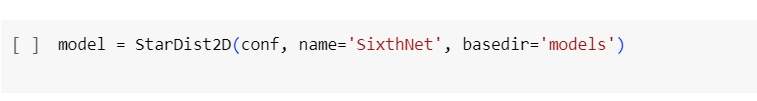 [ ] model = StarDist2D(conf, name='SixthNet', basedir='models')